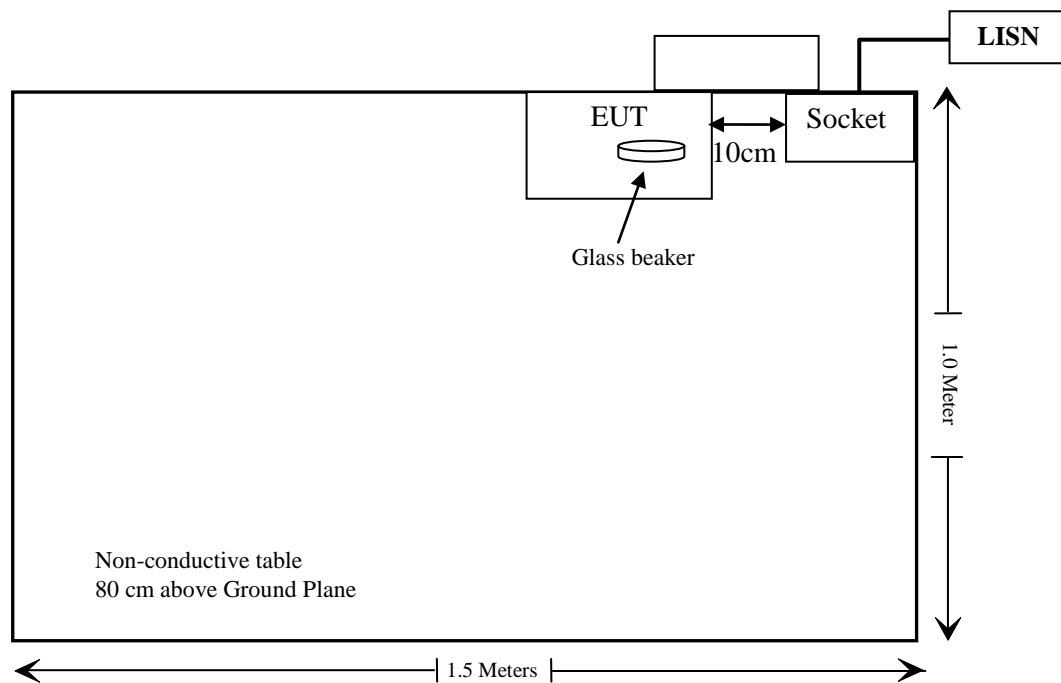 LISN
EUT
Socket
10cm
Glass beaker
1.0 Meter
Non-conductive table
80 cm above Ground Plane
1.5 Meters